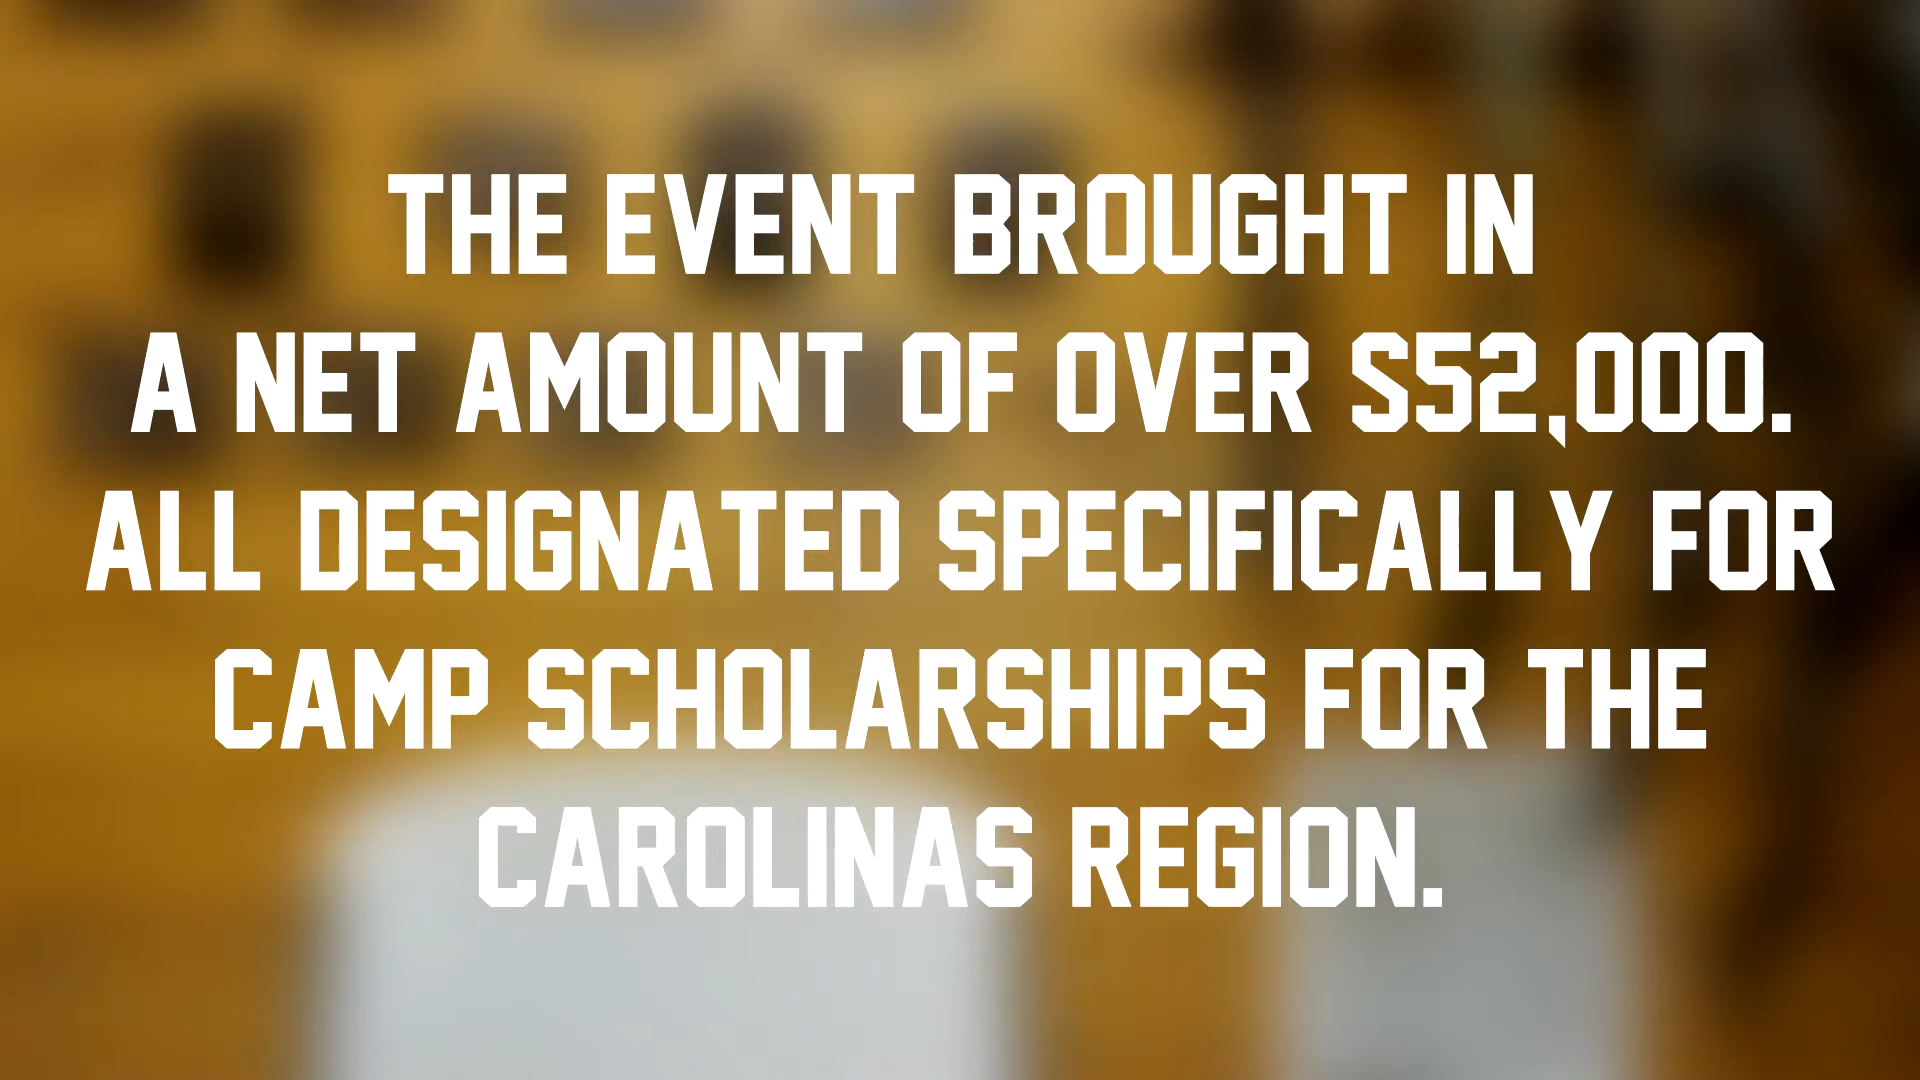 THE EVENT BROUGHT IN
A NET AMOUNT OF OVER $52,000.
ALL DESIGNATED SPECIFICALLY FOR
CAMP SCHOLARSHIPS FOR THE
CAROLINAS REGION.